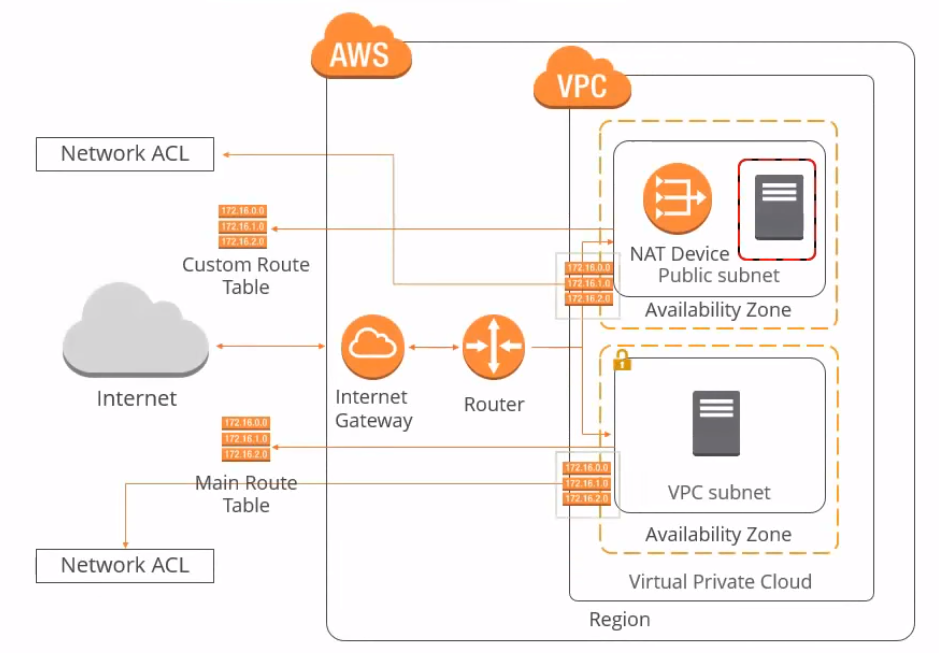 AWS
VPC
Network ACL
172.16.0.0
172.16.1.0
172.16.2.0
Custom Route
Table
NAT Device
Public subnet
172.16.0.0
172.16.1.0
172.16.2.0
Availability Zone
Internet
Internet
Gateway
Router
172.16.0.0
172.16.1.0
172.16.2.0
Main Route
Table
172.16.0.0
172.16.1.0
172.16.2.0
VPC subnet
Availability Zone
Network ACL
Virtual Private Cloud
Region